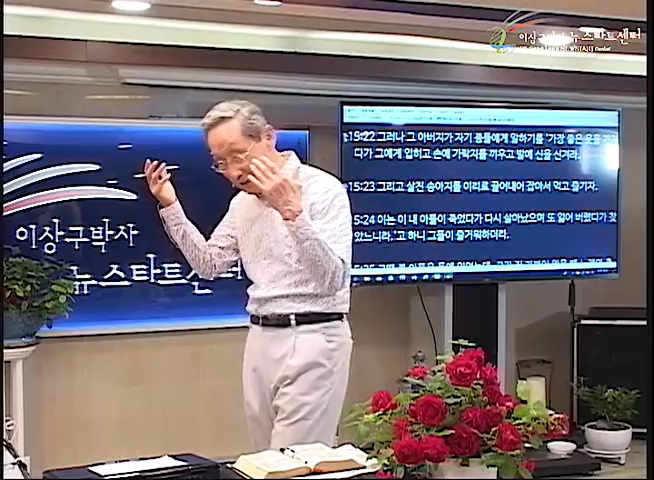 이상구박사 뉴스타트센터
15:22 그러나 그 아버지가 자기 종들에게 말하기를 '가장 좋은 옷을 가져
다가 그에게 입히고 손에 가락지를 끼우고 발에 신을 신겨라.
15:23 그리고 살진 송아지를 이리로 끌어내어 잡아서 먹고 즐기자.
15:24 이는 이 내 아들이 죽었다가 다시 살아났으며 또 잃어 버렸다가 찾
았느니라.'고 하니 그들이 즐거워하더라.
이상구박사
뉴스타트센터